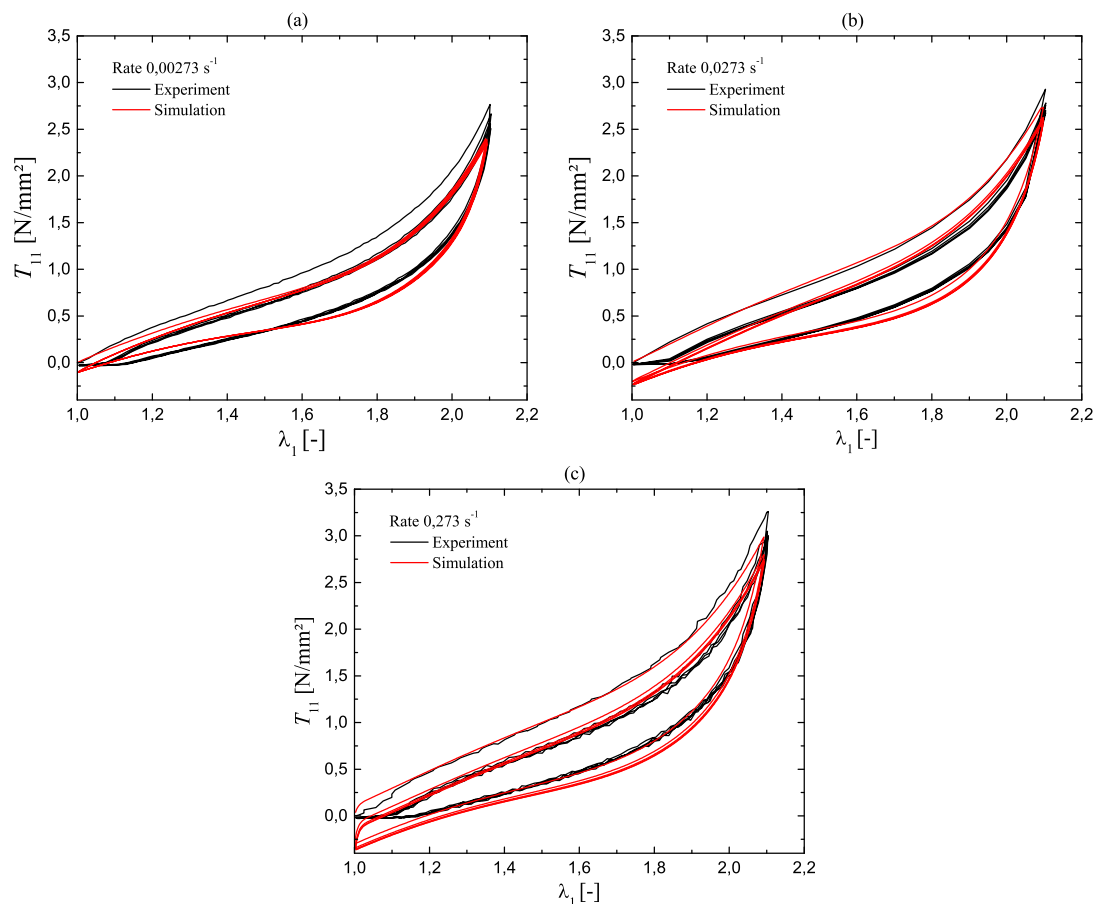 (a)
3,5
3,0
2,5
2,0
1,5
1,0
0,5
0,0
T11 [N/mm²]
Rate 0,00273 s-1
Experiment
Simulation
1,0 1,2 1,4 1,6 1,8 2,0 2,2
λ1 [-]
(b)
3,5
3,0
2,5
2,0
1,5
1,0
0,5
0,0
T11 [N/mm²]
Rate 0,0273 s-1
Experiment
Simulation
1,0 1,2 1,4 1,6 1,8 2,0 2,2
λ1 [-]
(c)
3,5
3,0
2,5
2,0
1,5
1,0
0,5
0,0
T11 [N/mm²]
Rate 0,273 s-1
Experiment
Simulation
1,0 1,2 1,4 1,6 1,8 2,0 2,2
λ1 [-]